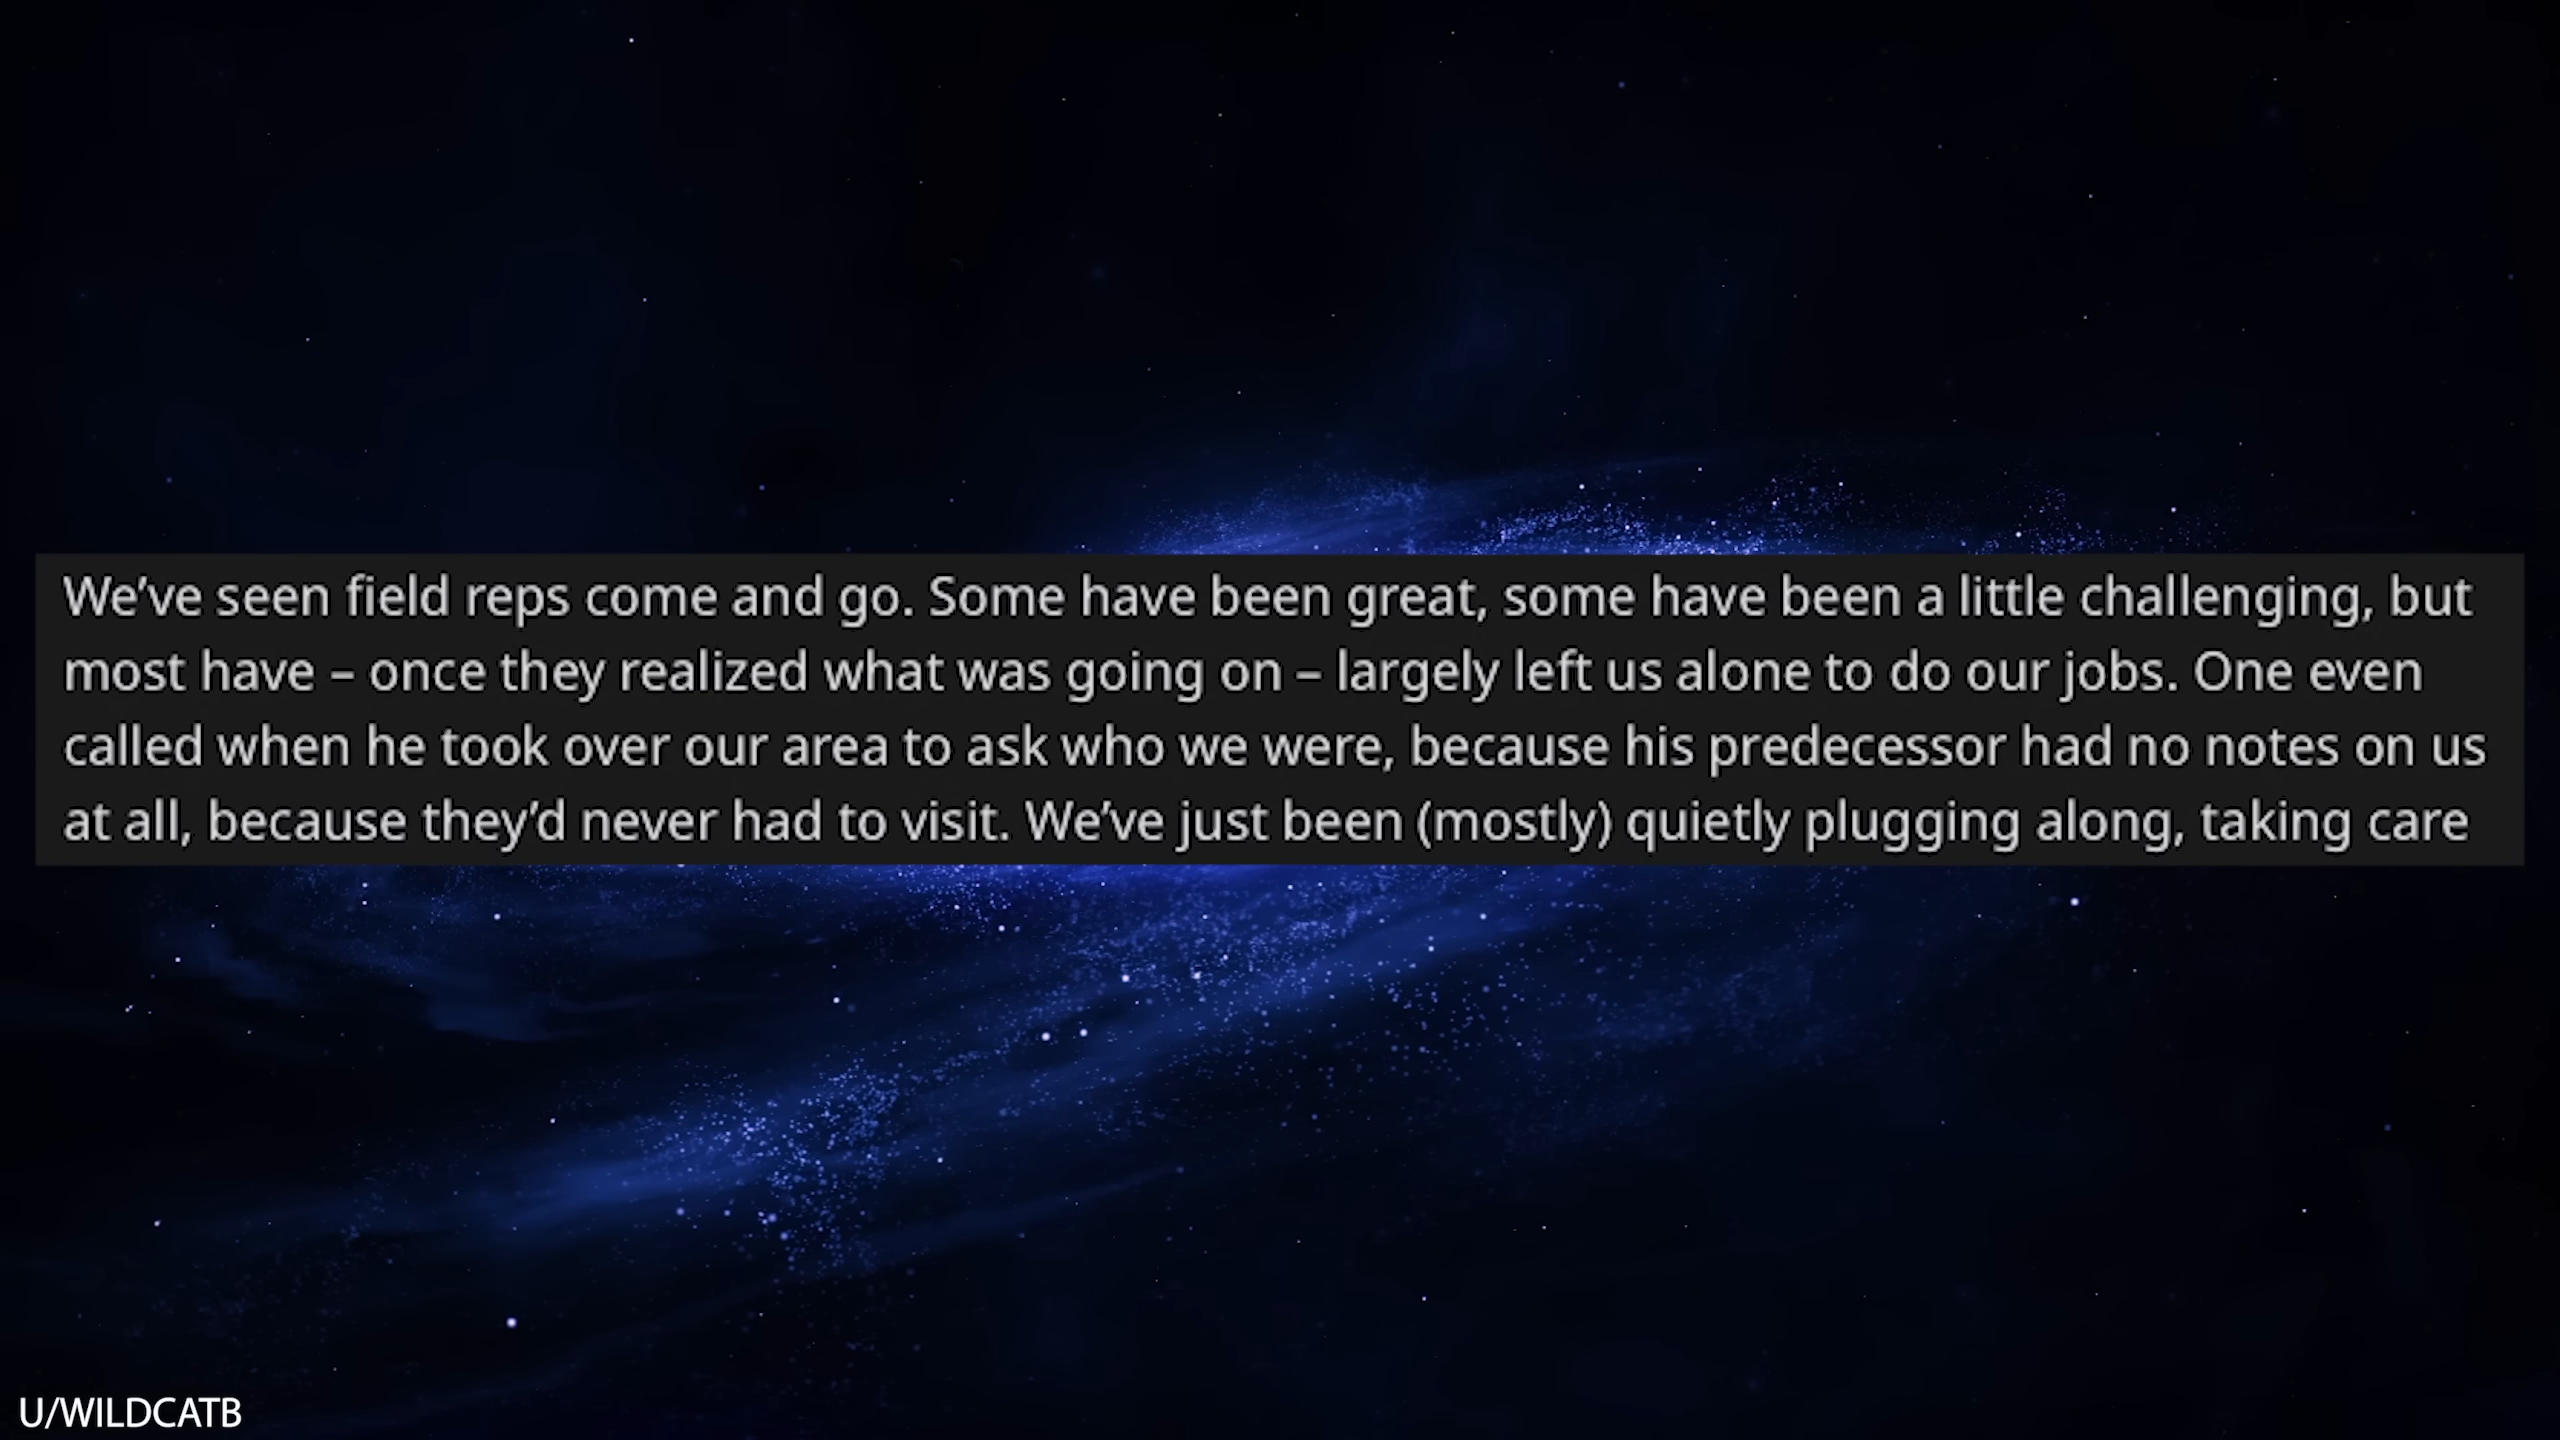 We’ve seen field reps come and go. Some have been great, some have been a little challenging, but
most have – once they realized what was going on – largely left us alone to do our jobs. One even
called when he took over our area to ask who we were, because his predecessor had no notes on us
at all, because they’d never had to visit. We’ve just been (mostly) quietly plugging along, taking care
U/WILDCATB